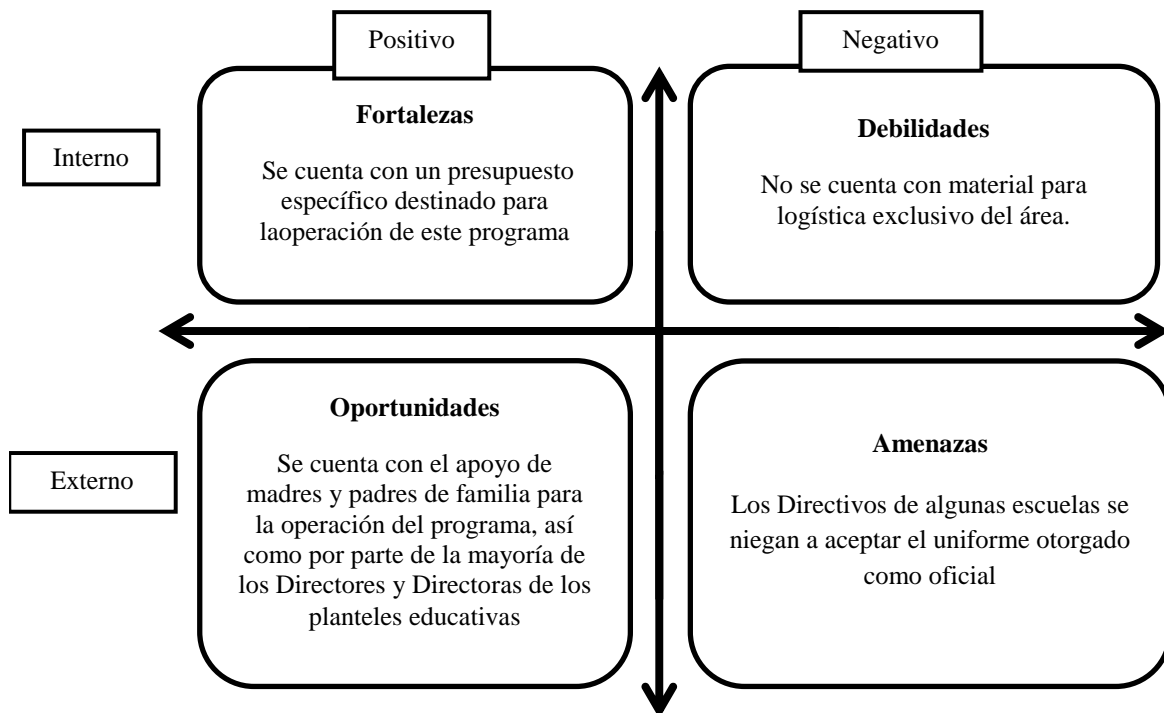 Positivo
Negativo
Interno
Fortalezas
Se cuenta con un presupuesto
específico destinado para
laoperación de este programa
Debilidades
No se cuenta con material para
logística exclusivo del área.
Externo
Oportunidades
Se cuenta con el apoyo de
madres y padres de familia para
la operación del programa, así
como por parte de la mayoría de
los Directores y Directoras de los
planteles educativas
Amenazas
Los Directivos de algunas escuelas se
niegan a aceptar el uniforme otorgado
como oficial